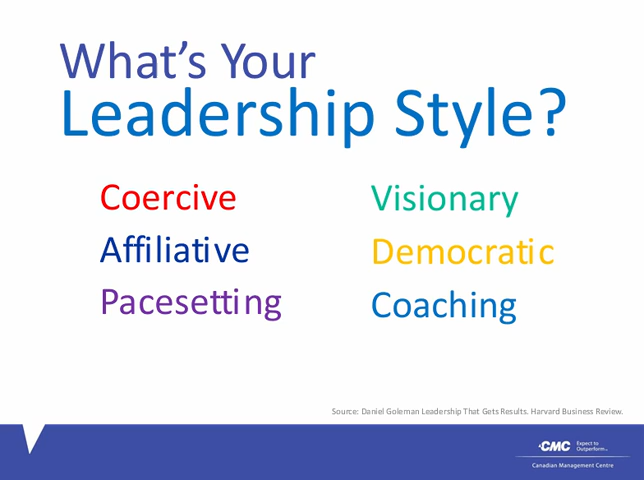 What's Your
Leadership Style?
Coercive
Affiliative
Pacesetting
Visionary
Democratic
Coaching
Source: Daniel Goleman Leadership That Gets Results. Harvard Business Review.
CMC
Expect to
Outperform™
Canadian Management Centre